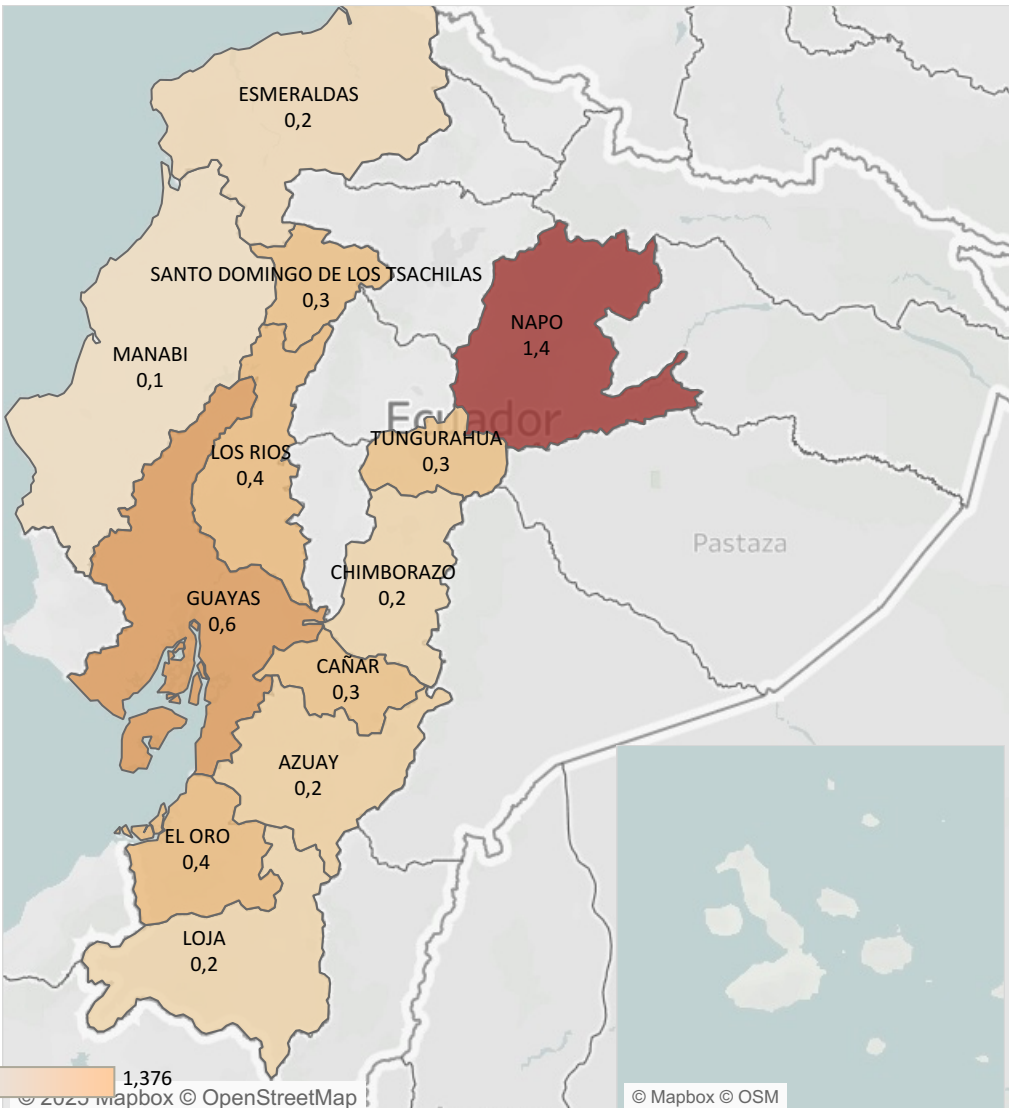 ESMERALDAS
0,2
SANTO DOMINGO DE LOS TSACHILAS
0,3
NAPO
1,4
MANABI
0,1
Ecuador
TUNGURAHUA
0,3
LOS RIOS
0,4
Pastaza
CHIMBORAZO
0,2
GUAYAS
0,6
CAÑAR
0,3
AZUAY
0,2
EL ORO
0,4
LOJA
0,2
1,376
© 2025 Mapbox © OpenStreetMap
© Mapbox © OSM